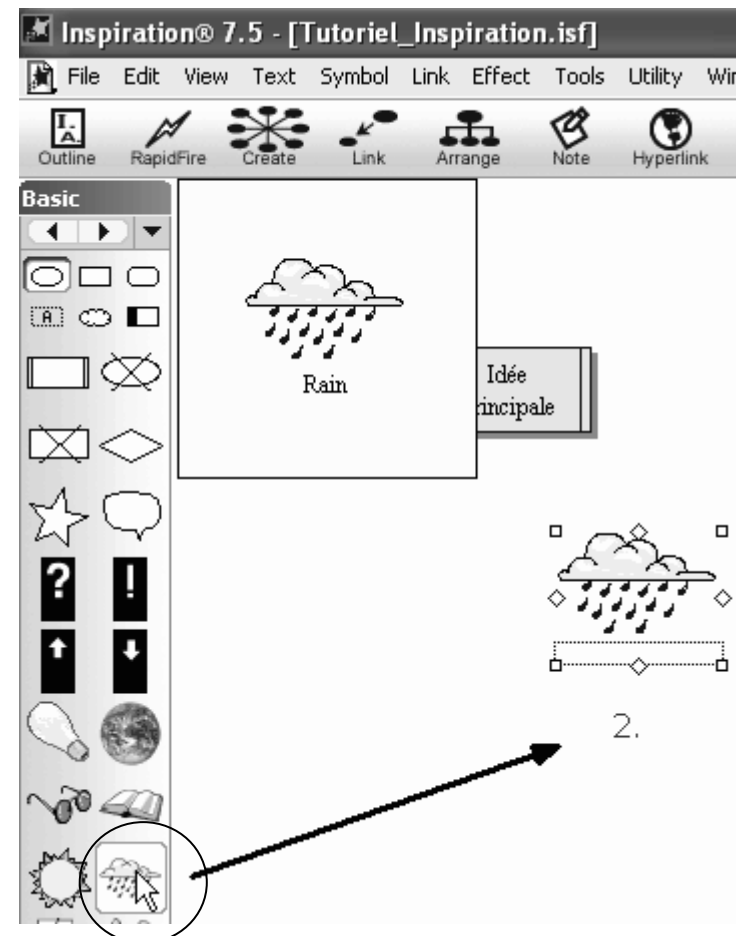 Inspiration® 7.5 - [Tutoriel_Inspiration.isf]
File Edit View Text Symbol Link Effect Tools Utility Wir
I.
A.
Outline RapidFire Create Link Arrange Note Hyperlink
Basic
A
Rain
Idée
rincipale
?
!
2.